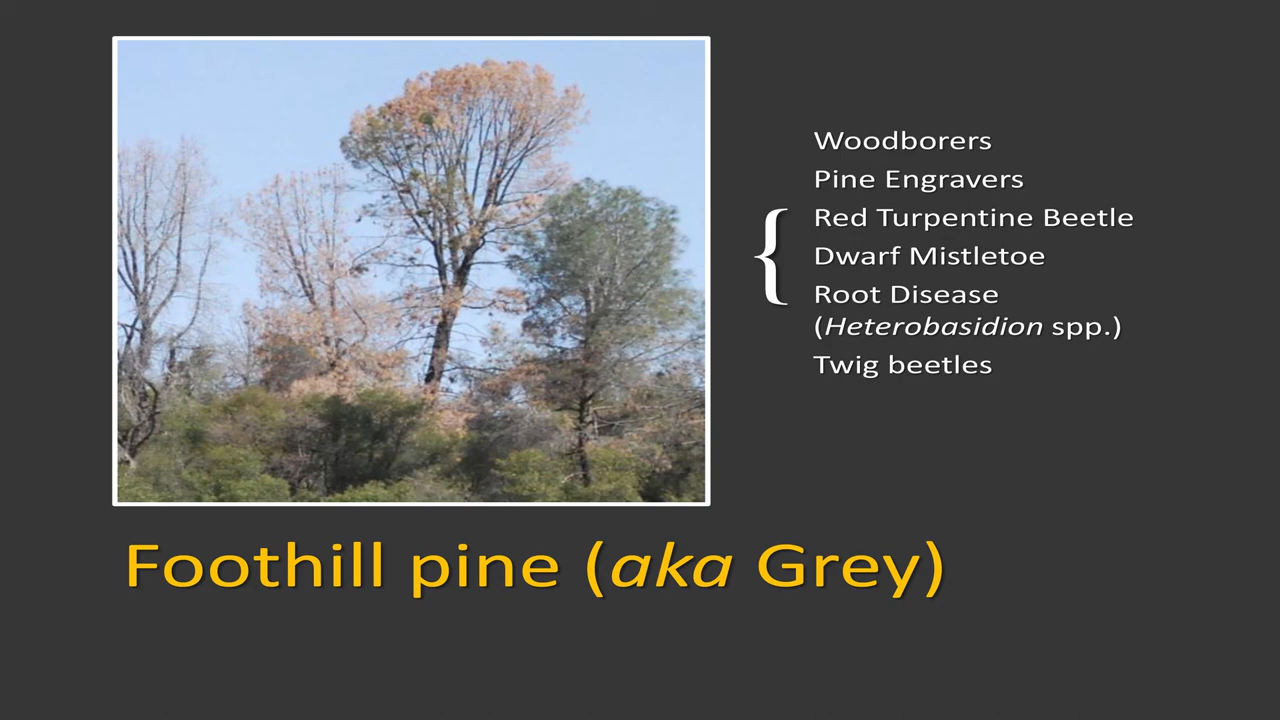 Woodborers
Pine Engravers
{
Red Turpentine Beetle
Dwarf Mistletoe
Root Disease
(Heterobasidion spp.)
Twig beetles
Foothill pine (aka Grey)